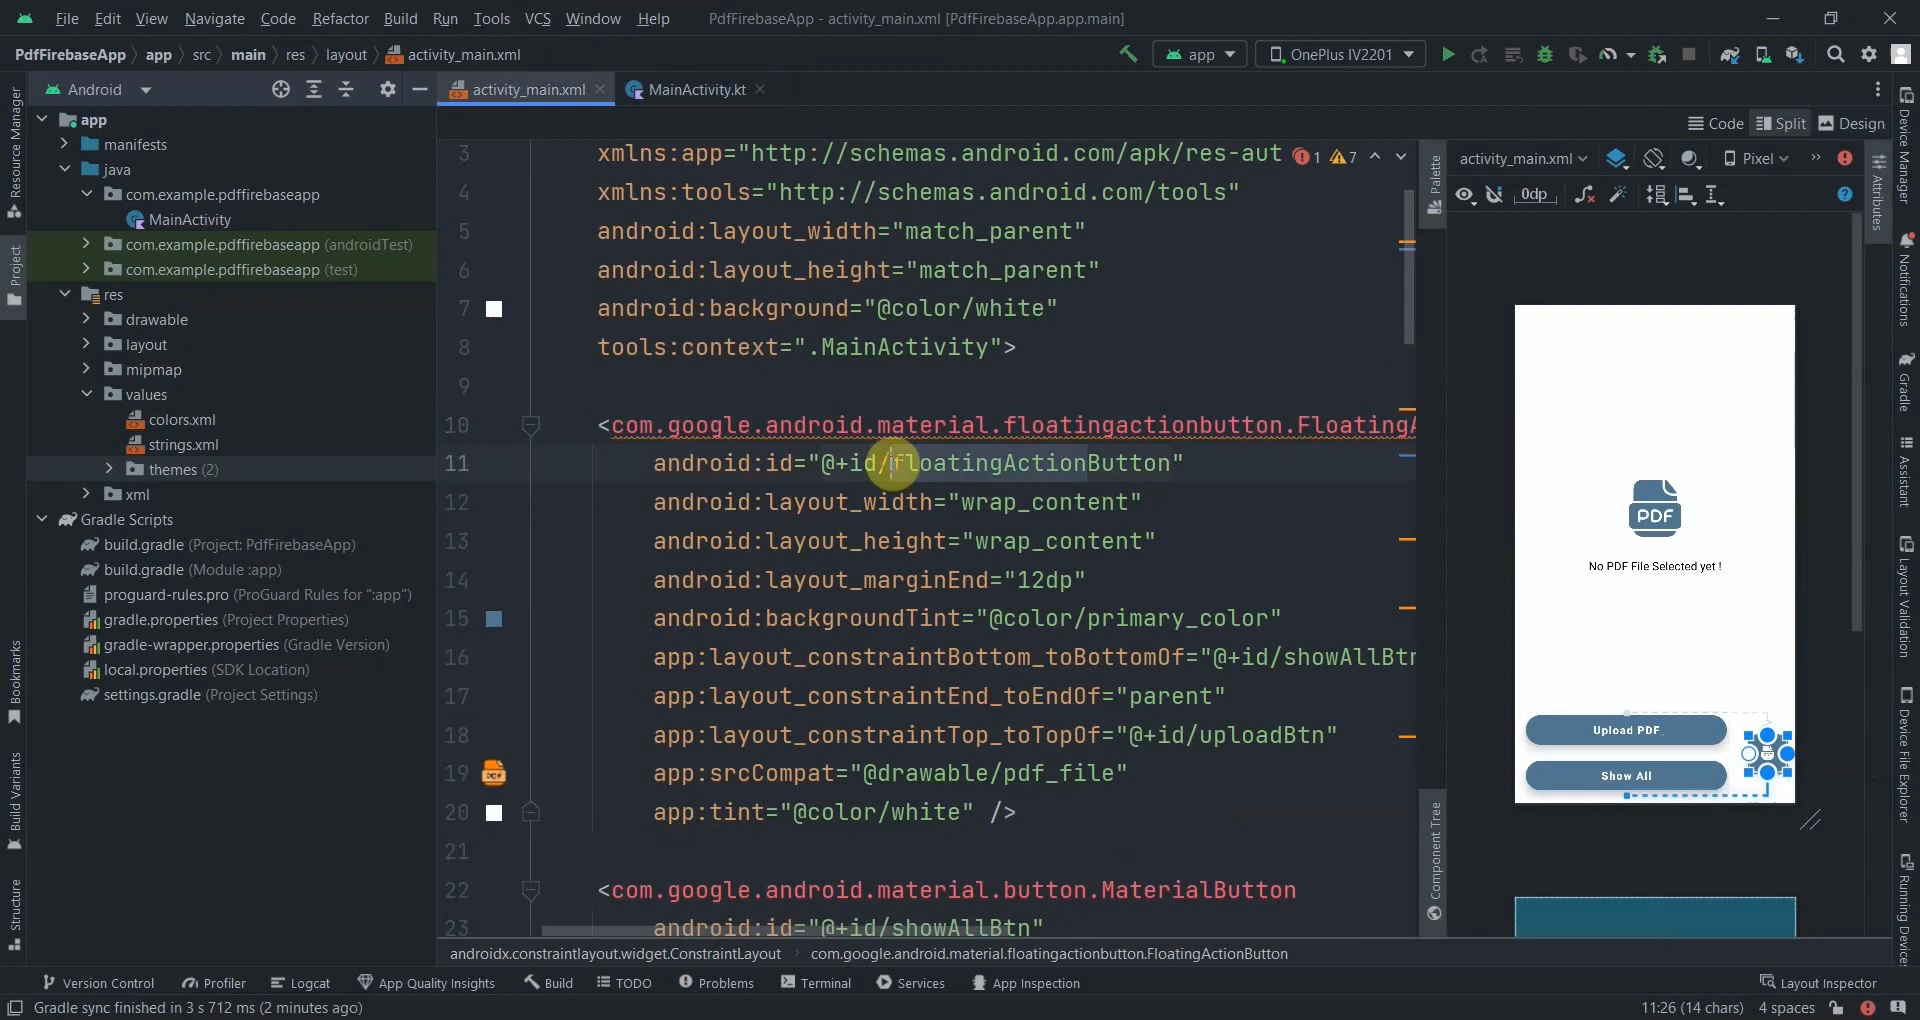 File Edit View Navigate Code Refactor Build Run Tools VCS Window Help PdfFirebaseApp - activity_main.xml [PdfFirebaseApp.app.main]
PdfFirebaseApp app src main res layout activity_main.xml app OnePlus IV2201
Android activity_main.xml MainActivity.kt
Code Split Design
Resource Manager
Project
Bookmarks
Build Variants
Structure
app
manifests
java
com.example.pdffirebaseapp
MainActivity
com.example.pdffirebaseapp (androidTest)
com.example.pdffirebaseapp (test)
res
drawable
layout
mipmap
values
colors.xml
strings.xml
themes (2)
xml
Gradle Scripts
build.gradle (Project: PdfFirebaseApp)
build.gradle (Module :app)
proguard-rules.pro (ProGuard Rules for ":app")
gradle.properties (Project Properties)
gradle-wrapper.properties (Gradle Version)
local.properties (SDK Location)
settings.gradle (Project Settings)
3 xmlns:app="http://schemas.android.com/apk/res-aut 1 7
4 xmlns:tools="http://schemas.android.com/tools"
5 android:layout_width="match_parent"
6 android:layout_height="match_parent"
7 android:background="@color/white"
8 tools:context=".MainActivity">
9
10 <com.google.android.material.floatingactionbutton.FloatingA
11 android:id="@+id/floatingActionButton"
12 android:layout_width="wrap_content"
13 android:layout_height="wrap_content"
14 android:layout_marginEnd="12dp"
15 android:backgroundTint="@color/primary_color"
16 app:layout_constraintBottom_toBottomOf="@+id/showAllBtn
17 app:layout_constraintEnd_toEndOf="parent"
18 app:layout_constraintTop_toTopOf="@+id/uploadBtn"
19 app:srcCompat="@drawable/pdf_file"
20 app:tint="@color/white" />
21
22 <com.google.android.material.button.MaterialButton
23 android:id="@+id/showAllBtn"
Palette
Component Tree
activity_main.xml Pixel
0dp
PDF
No PDF File Selected yet !
Upload PDF
Show All
Attributes
Device Manager
Notifications
Gradle
Assistant
Layout Validation
Device File Explorer
Running Devic
androidx.constraintlayout.widget.ConstraintLayout com.google.android.material.floatingactionbutton.FloatingActionButton
Version Control Profiler Logcat App Quality Insights Build TODO Problems Terminal Services App Inspection Layout Inspector
Gradle sync finished in 3 s 712 ms (2 minutes ago) 11:26 (14 chars) 4 spaces